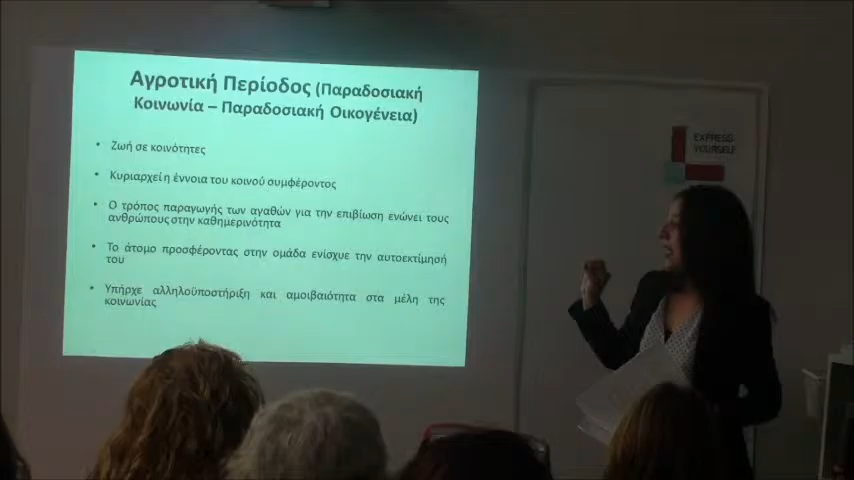 Αγροτική Περίοδος (Παραδοσιακή
Κοινωνία – Παραδοσιακή Οικογένεια)
• Ζωή σε κοινότητες
• Κυριαρχεί η έννοια του κοινού συμφέροντος
• Ο τρόπος παραγωγής των αγαθών για την επιβίωση ενώνει τους
ανθρώπους στην καθημερινότητα
• Το άτομο προσφέροντας στην ομάδα ενίσχυε την αυτοεκτίμησή
του
• Υπήρχε αλληλοϋποστήριξη και αμοιβαιότητα στα μέλη της
κοινωνίας
EXPRESS
YOURSELF